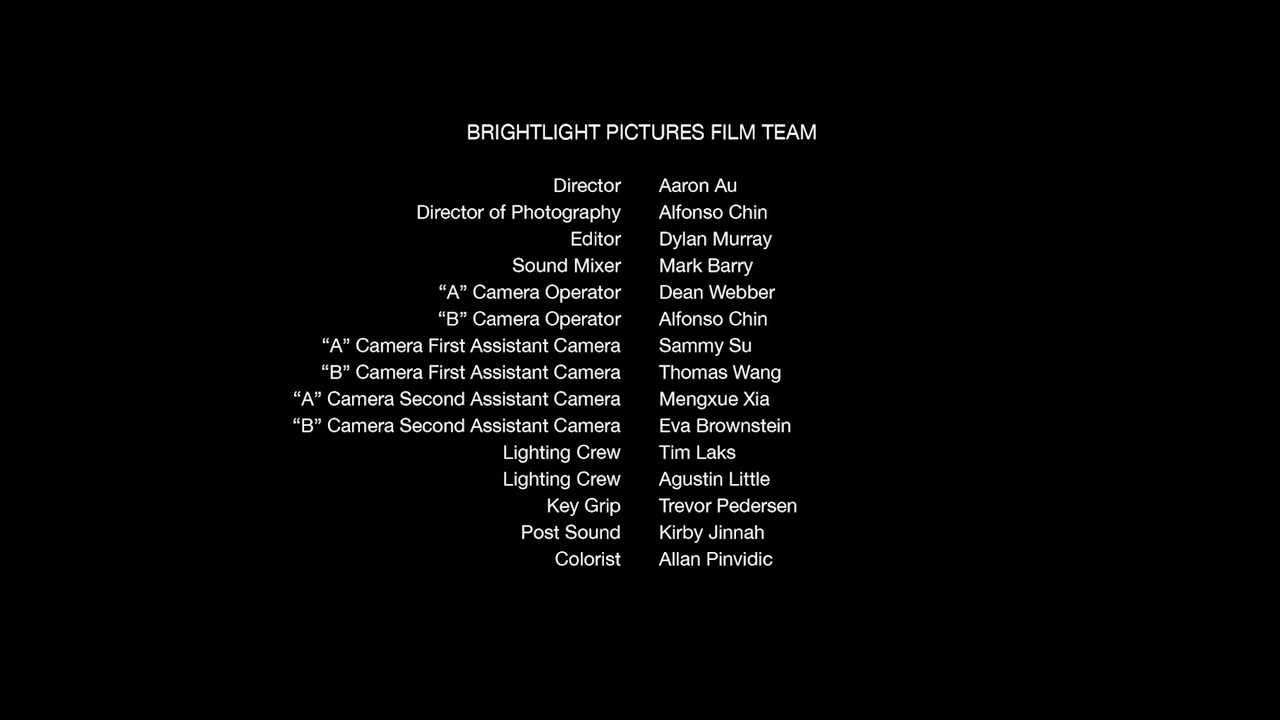 BRIGHTLIGHT PICTURES FILM TEAM
Director Aaron Au
Director of Photography Alfonso Chin
Editor Dylan Murray
Sound Mixer Mark Barry
“A” Camera Operator Dean Webber
“B” Camera Operator Alfonso Chin
“A” Camera First Assistant Camera Sammy Su
“B” Camera First Assistant Camera Thomas Wang
“A” Camera Second Assistant Camera Mengxue Xia
“B” Camera Second Assistant Camera Eva Brownstein
Lighting Crew Tim Laks
Lighting Crew Agustin Little
Key Grip Trevor Pedersen
Post Sound Kirby Jinnah
Colorist Allan Pinvidic